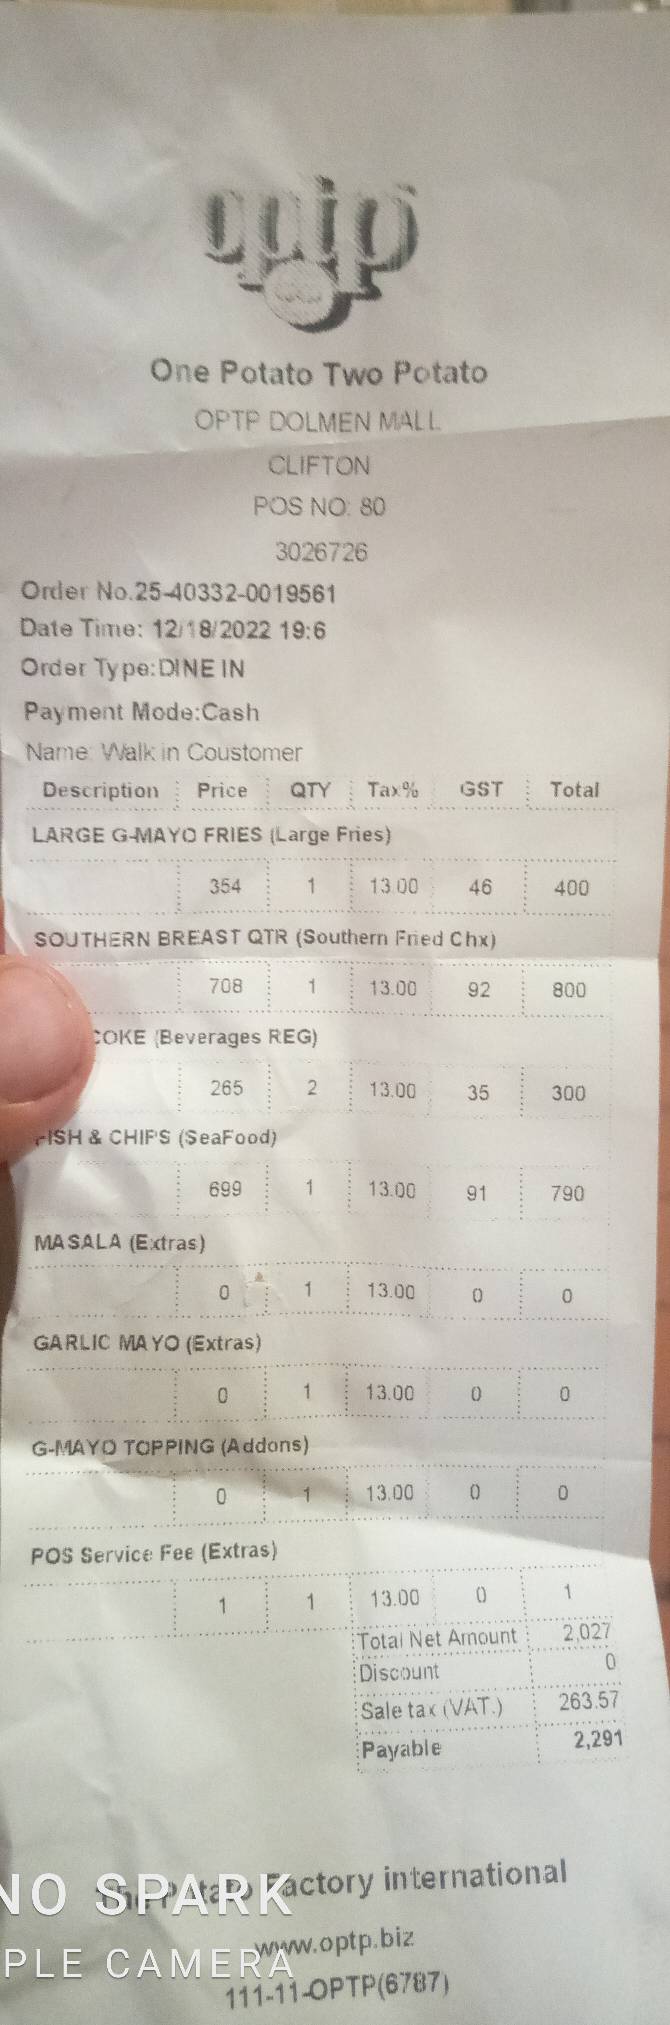 optp
One Potato Two Potato
OPTP DOLMEN MALL
CLIFTON
POS NO: 80
3026726
Order No.25-40332-0019561
Date Time: 12/18/2022 19:6
Order Type:DINE IN
Payment Mode:Cash
Name: Walk in Coustomer
Description Price QTY Tax% GST Total
LARGE G-MAYO FRIES (Large Fries)
354 1 13.00 46 400
SOUTHERN BREAST QTR (Southern Fried Chx)
708 1 13.00 92 800
COKE (Beverages REG)
265 2 13.00 35 300
FISH & CHIPS (SeaFood)
699 1 13.00 91 790
MASALA (Extras)
0 1 13.00 0 0
GARLIC MAYO (Extras)
0 1 13.00 0 0
G-MAYO TOPPING (Addons)
0 1 13.00 0 0
POS Service Fee (Extras)
1 1 13.00 0 1
Total Net Amount 2,027
Discount 0
Sale tax (VAT.) 263.57
Payable 2,291
The Potato Factory international
NO SPARK
www.optp.biz
PLE CAMERA
111-11-OPTP(6787)